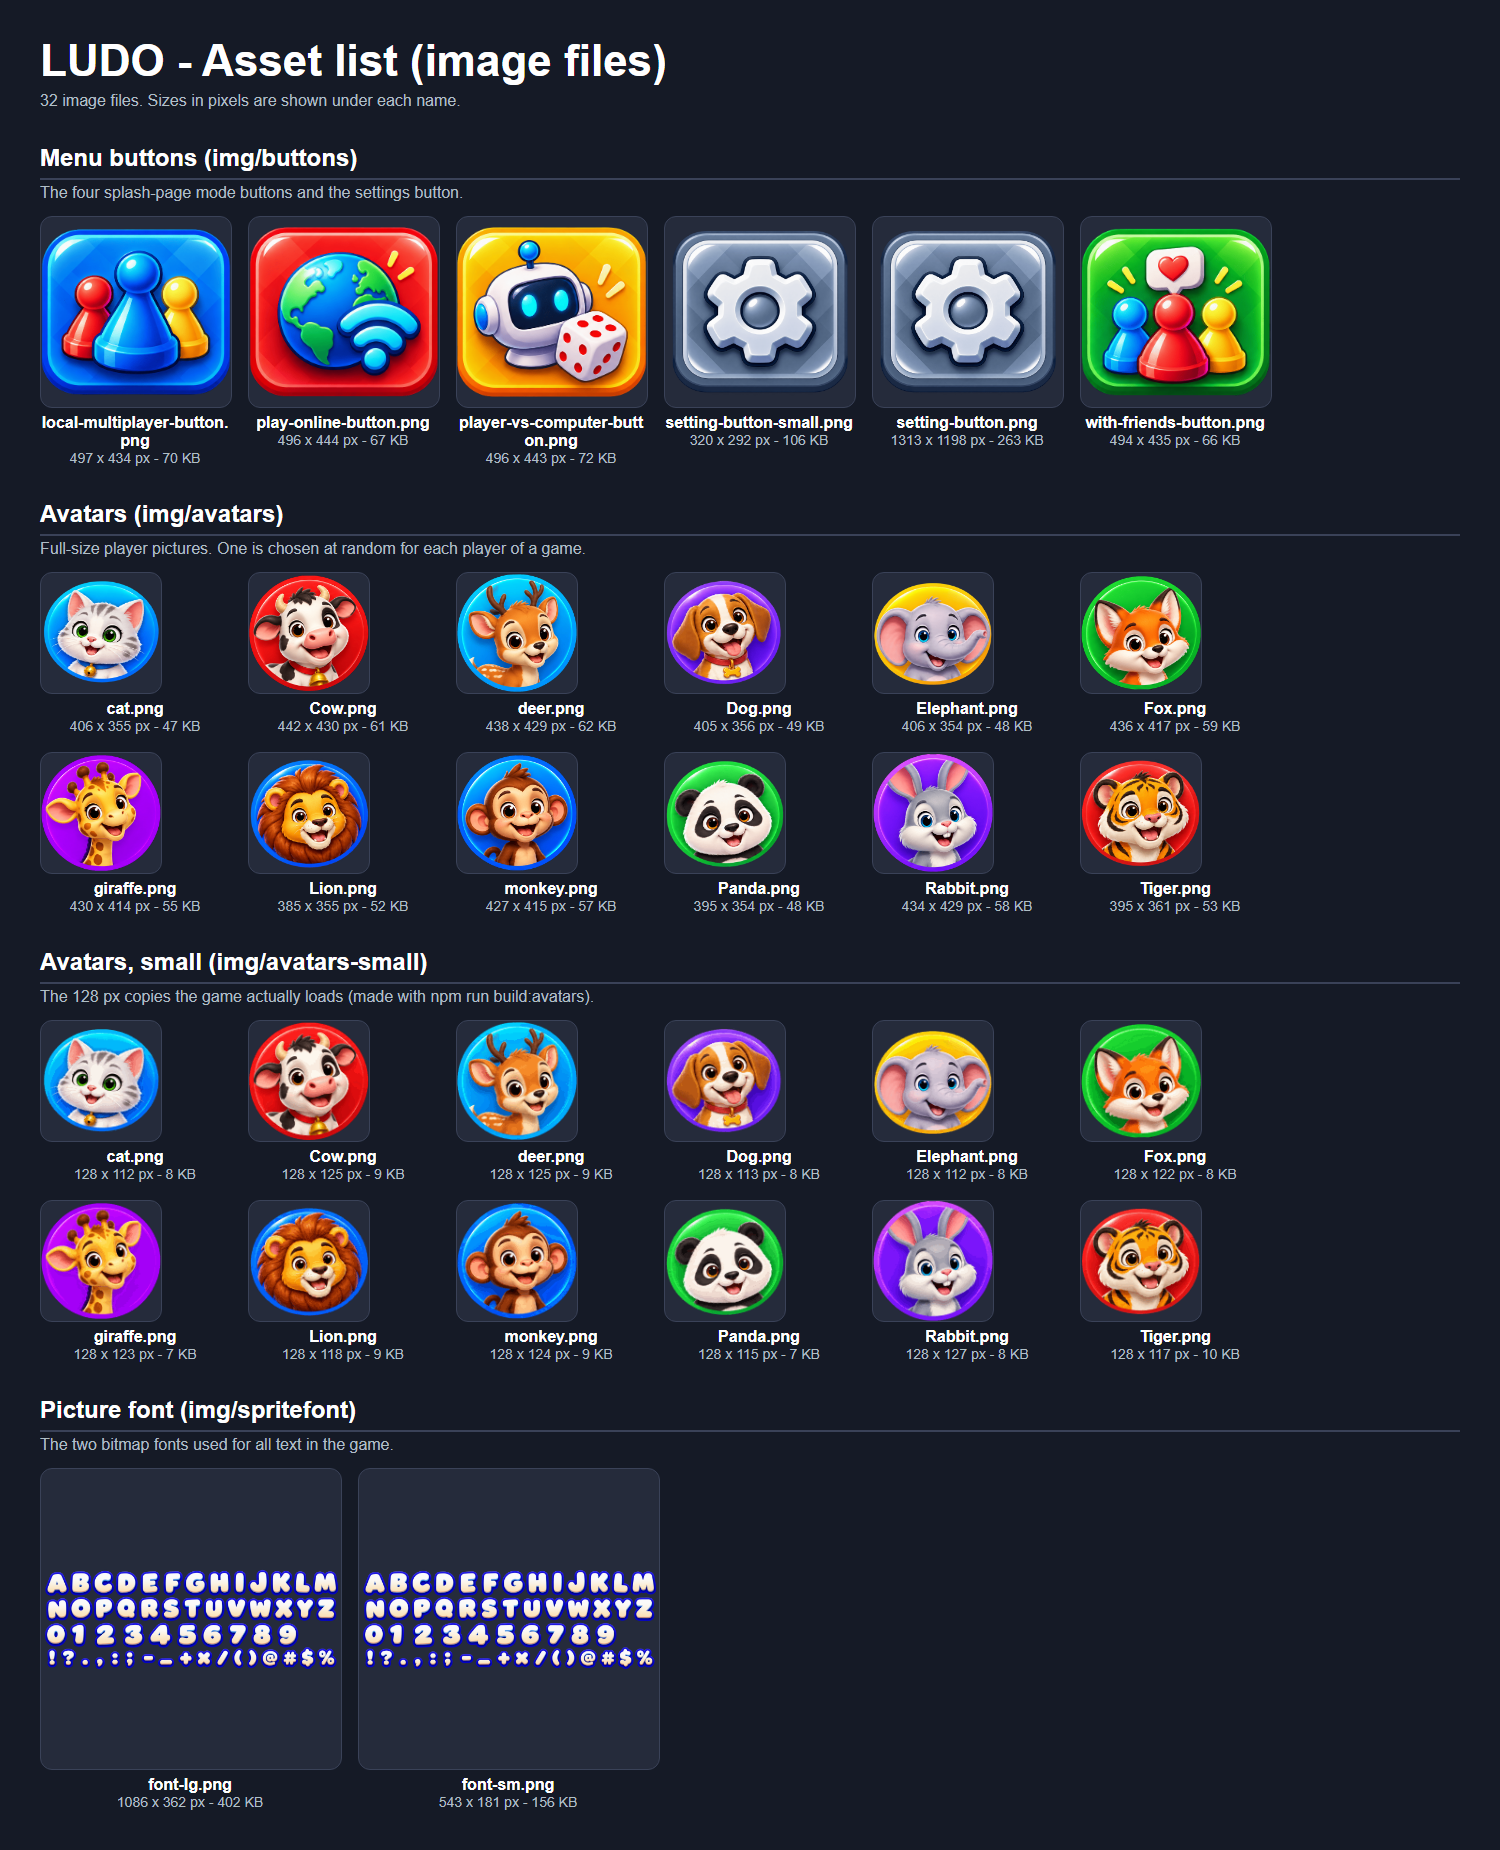 LUDO - Asset list (image files)
32 image files. Sizes in pixels are shown under each name.
Menu buttons (img/buttons)
The four splash-page mode buttons and the settings button.
local-multiplayer-button.
png
497 x 434 px - 70 KB
play-online-button.png
496 x 444 px - 67 KB
player-vs-computer-butt
on.png
496 x 443 px - 72 KB
setting-button-small.png
320 x 292 px - 106 KB
setting-button.png
1313 x 1198 px - 263 KB
with-friends-button.png
494 x 435 px - 66 KB
Avatars (img/avatars)
Full-size player pictures. One is chosen at random for each player of a game.
cat.png
406 x 355 px - 47 KB
Cow.png
442 x 430 px - 61 KB
deer.png
438 x 429 px - 62 KB
Dog.png
405 x 356 px - 49 KB
Elephant.png
406 x 354 px - 48 KB
Fox.png
436 x 417 px - 59 KB
giraffe.png
430 x 414 px - 55 KB
Lion.png
385 x 355 px - 52 KB
monkey.png
427 x 415 px - 57 KB
Panda.png
395 x 354 px - 48 KB
Rabbit.png
434 x 429 px - 58 KB
Tiger.png
395 x 361 px - 53 KB
Avatars, small (img/avatars-small)
The 128 px copies the game actually loads (made with npm run build:avatars).
cat.png
128 x 112 px - 8 KB
Cow.png
128 x 125 px - 9 KB
deer.png
128 x 125 px - 9 KB
Dog.png
128 x 113 px - 8 KB
Elephant.png
128 x 112 px - 8 KB
Fox.png
128 x 122 px - 8 KB
giraffe.png
128 x 123 px - 7 KB
Lion.png
128 x 118 px - 9 KB
monkey.png
128 x 124 px - 9 KB
Panda.png
128 x 115 px - 7 KB
Rabbit.png
128 x 127 px - 8 KB
Tiger.png
128 x 117 px - 10 KB
Picture font (img/spritefont)
The two bitmap fonts used for all text in the game.
ABCDEFGHIJKLM
NOPQRSTUVWXYZ
0123456789
!?.,:;-_+×/()@#$%
font-lg.png
1086 x 362 px - 402 KB
ABCDEFGHIJKLM
NOPQRSTUVWXYZ
0123456789
!?.,:;-_+×/()@#$%
font-sm.png
543 x 181 px - 156 KB